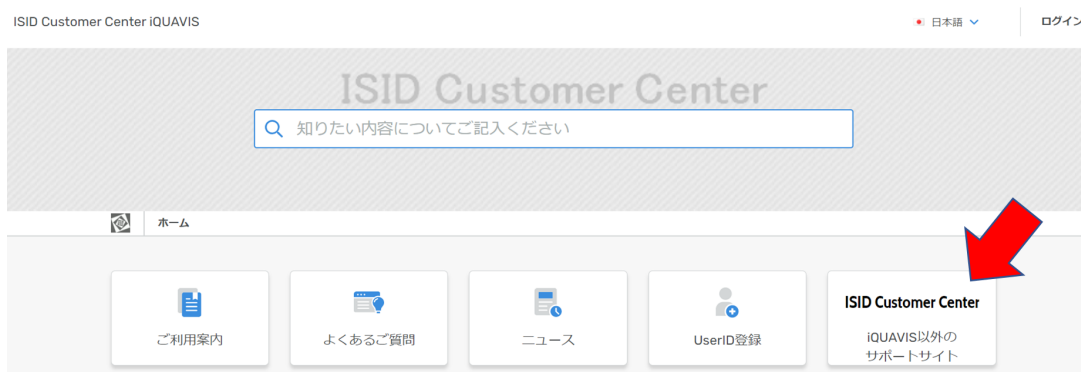 ISID Customer Center iQUAVIS
日本語
ログイン
ISID Customer Center
知りたい内容についてご記入ください
ホーム
ご利用案内
よくあるご質問
ニュース
UserID登録
ISID Customer Center
iQUAVIS以外の
サポートサイト